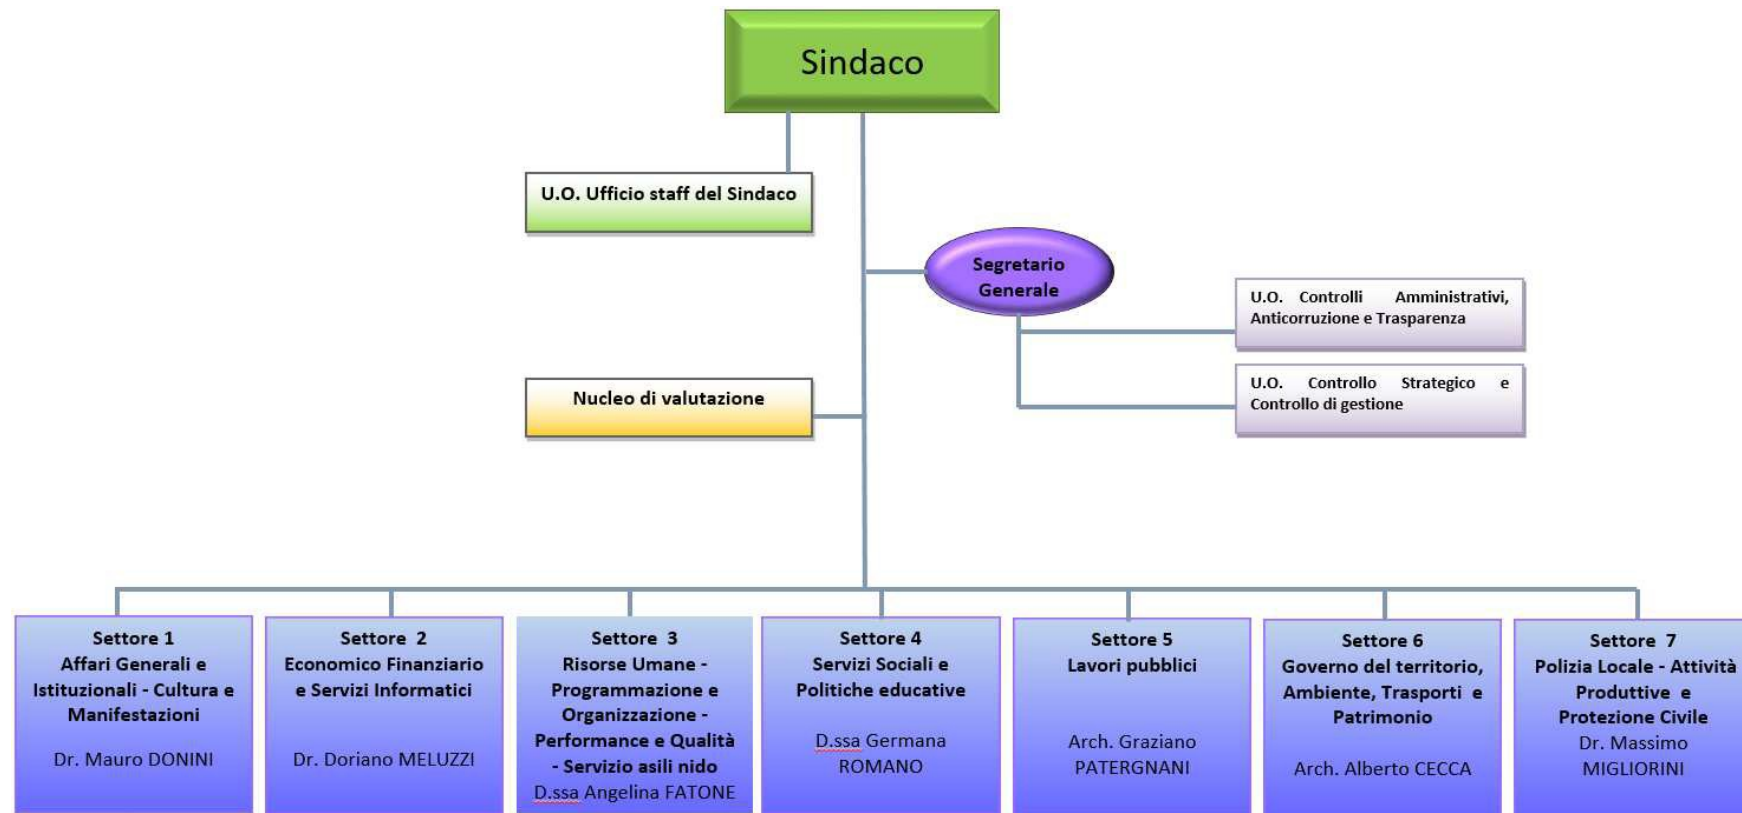 Sindaco
U.O. Ufficio staff del Sindaco
Segretario
Generale
U.O. Controlli Amministrativi,
Anticorruzione e Trasparenza
Nucleo di valutazione
U.O. Controllo Strategico e
Controllo di gestione
Settore 1
Affari Generali e
Istituzionali - Cultura e
Manifestazioni
Dr. Mauro DONINI
Settore 2
Economico Finanziario
e Servizi Informatici
Dr. Doriano MELUZZI
Settore 3
Risorse Umane -
Programmazione e
Organizzazione -
Performance e Qualità
- Servizio asili nido
D.ssa Angelina FATONE
Settore 4
Servizi Sociali e
Politiche educative
D.ssa Germana
ROMANO
Settore 5
Lavori pubblici
Arch. Graziano
PATERGNANI
Settore 6
Governo del territorio,
Ambiente, Trasporti e
Patrimonio
Arch. Alberto CECCA
Settore 7
Polizia Locale - Attività
Produttive e
Protezione Civile
Dr. Massimo
MIGLIORINI